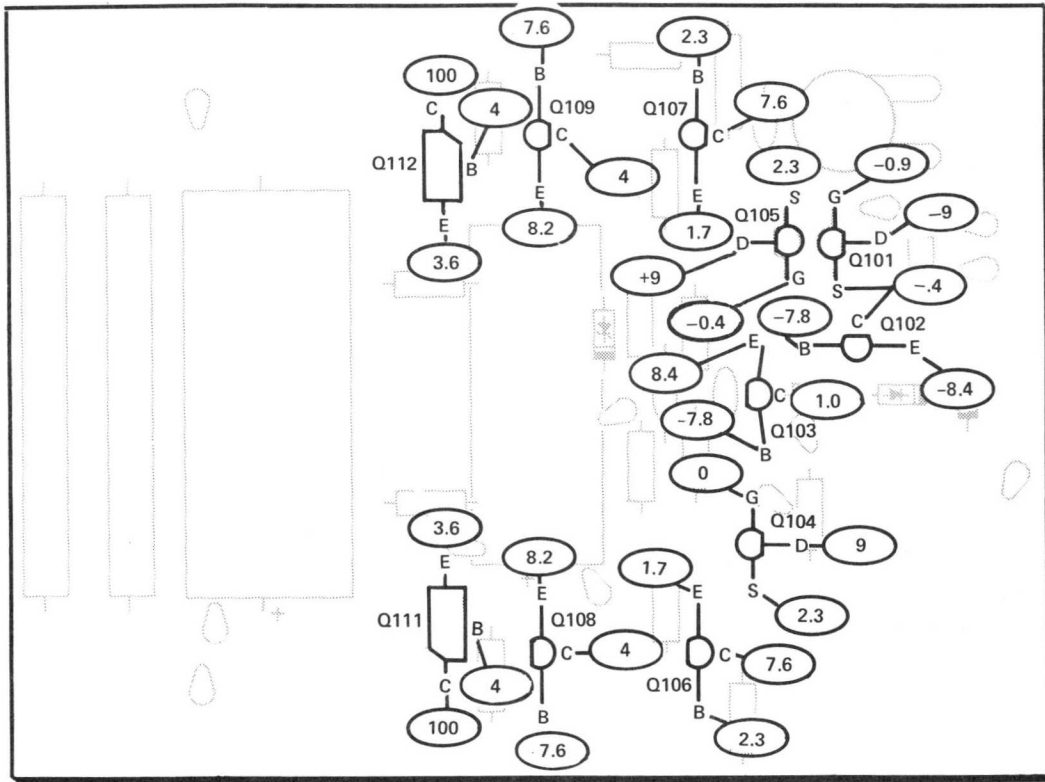 7.6
2.3
100
B
B
C
4
Q109
Q107
7.6
C
C
Q112
B
2.3
-0.9
4
E
E
S
G
E
Q105
-9
8.2
1.7
D
D
3.6
Q101
+9
G
S
-.4
C
-0.4
-7.8
Q102
E
B
E
8.4
-8.4
C
1.0
-7.8
Q103
B
0
G
3.6
Q104
8.2
D
9
E
1.7
E
E
S
Q111
Q108
2.3
B
C
4
C
7.6
C
4
Q106
B
B
100
7.6
2.3
+